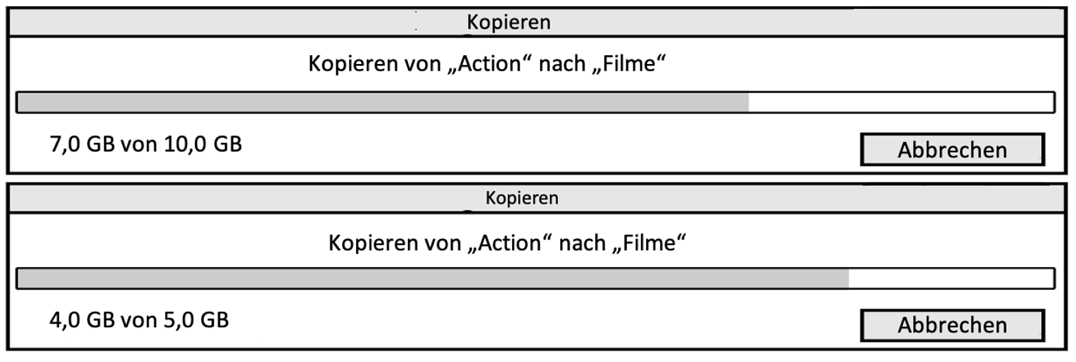 Kopieren
Kopieren von „Action“ nach „Filme“
7,0 GB von 10,0 GB
Abbrechen
Kopieren
Kopieren von „Action“ nach „Filme“
4,0 GB von 5,0 GB
Abbrechen